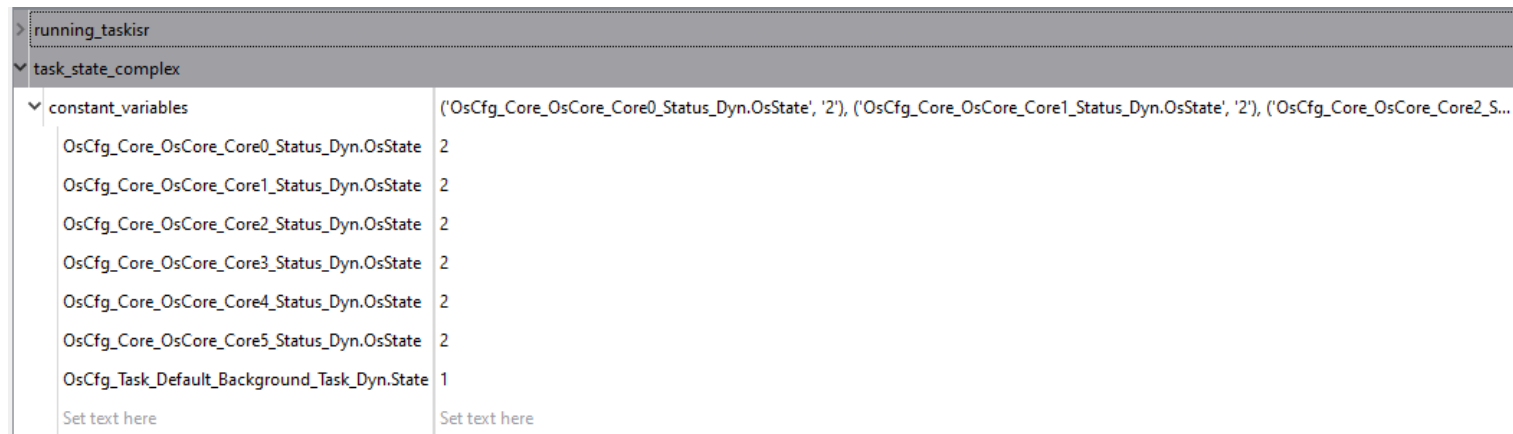 running_taskisr
task_state_complex
constant_variables ('OsCfg_Core_OsCore_Core0_Status_Dyn.OsState', '2'), ('OsCfg_Core_OsCore_Core1_Status_Dyn.OsState', '2'), ('OsCfg_Core_OsCore_Core2_S...
OsCfg_Core_OsCore_Core0_Status_Dyn.OsState 2
OsCfg_Core_OsCore_Core1_Status_Dyn.OsState 2
OsCfg_Core_OsCore_Core2_Status_Dyn.OsState 2
OsCfg_Core_OsCore_Core3_Status_Dyn.OsState 2
OsCfg_Core_OsCore_Core4_Status_Dyn.OsState 2
OsCfg_Core_OsCore_Core5_Status_Dyn.OsState 2
OsCfg_Task_Default_Background_Task_Dyn.State 1
Set text here Set text here